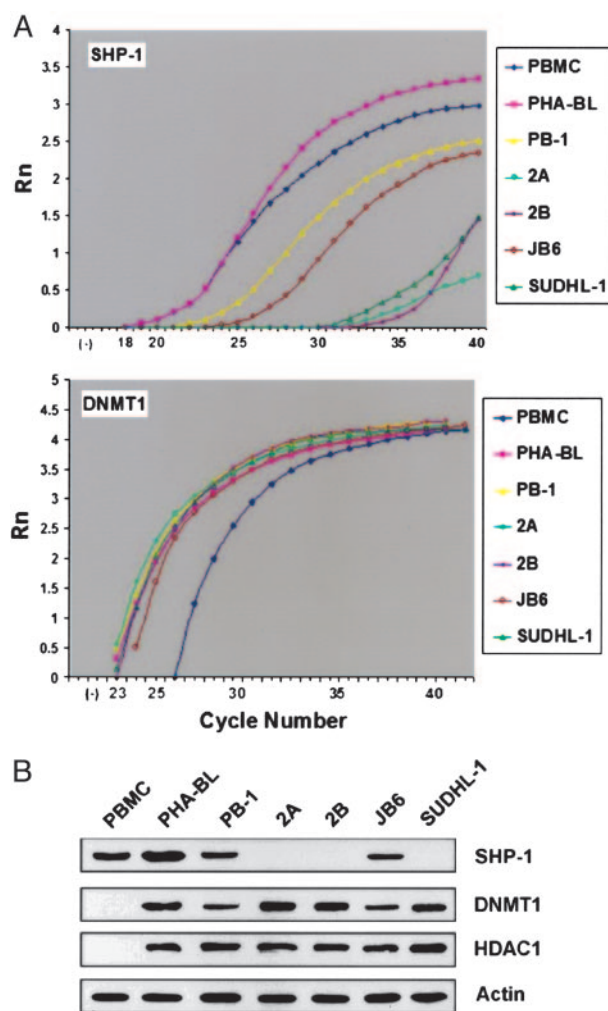 A
SHP-1
Rn
4
3.5
3
2.5
2
1.5
1
0.5
0
(-) 18 20 25 30 35 40
PBMC
PHA-BL
PB-1
2A
2B
JB6
SUDHL-1
DNMT1
Rn
5
4.5
4
3.5
3
2.5
2
1.5
1
0.5
0
(-) 23 25 30 35 40
Cycle Number
PBMC
PHA-BL
PB-1
2A
2B
JB6
SUDHL-1
B
PBMC PHA-BL PB-1 2A 2B JB6 SUDHL-1
SHP-1
DNMT1
HDAC1
Actin